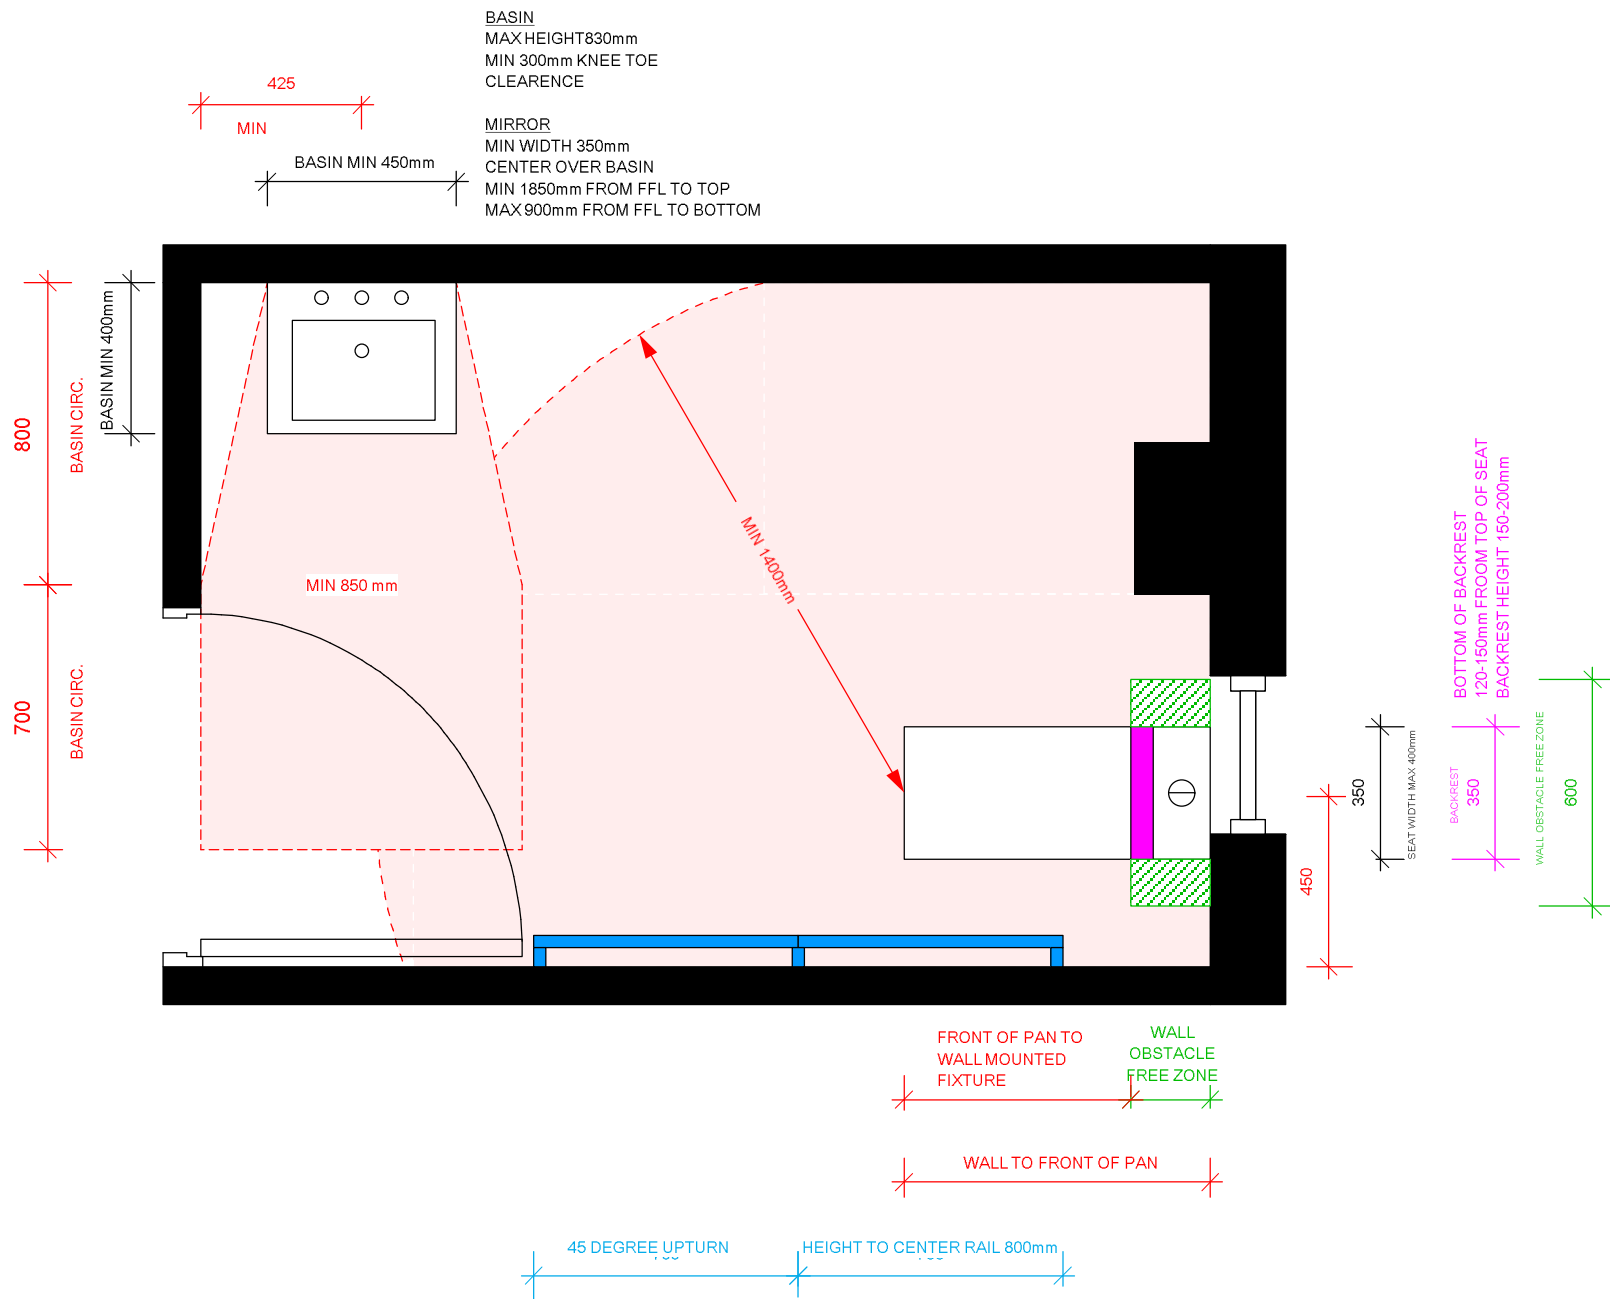 BASIN
MAX HEIGHT830mm
MIN 300mm KNEE TOE
CLEARENCE
425
MIN
MIRROR
MIN WIDTH 350mm
CENTER OVER BASIN
MIN 1850mm FROM FFL TO TOP
MAX 900mm FROM FFL TO BOTTOM
BASIN MIN 450mm
BASIN MIN 400mm
800
BASIN CIRC.
700
BASIN CIRC.
MIN 850 mm
MIN 1400mm
BOTTOM OF BACKREST
120-150mm FROOM TOP OF SEAT
BACKREST HEIGHT 150-200mm
450
350
SEAT WIDTH MAX 400mm
BACKREST
350
WALL OBSTACLE FREE ZONE
600
FRONT OF PAN TO
WALL MOUNTED
FIXTURE
WALL
OBSTACLE
FREE ZONE
WALL TO FRONT OF PAN
45 DEGREE UPTURN
HEIGHT TO CENTER RAIL 800mm